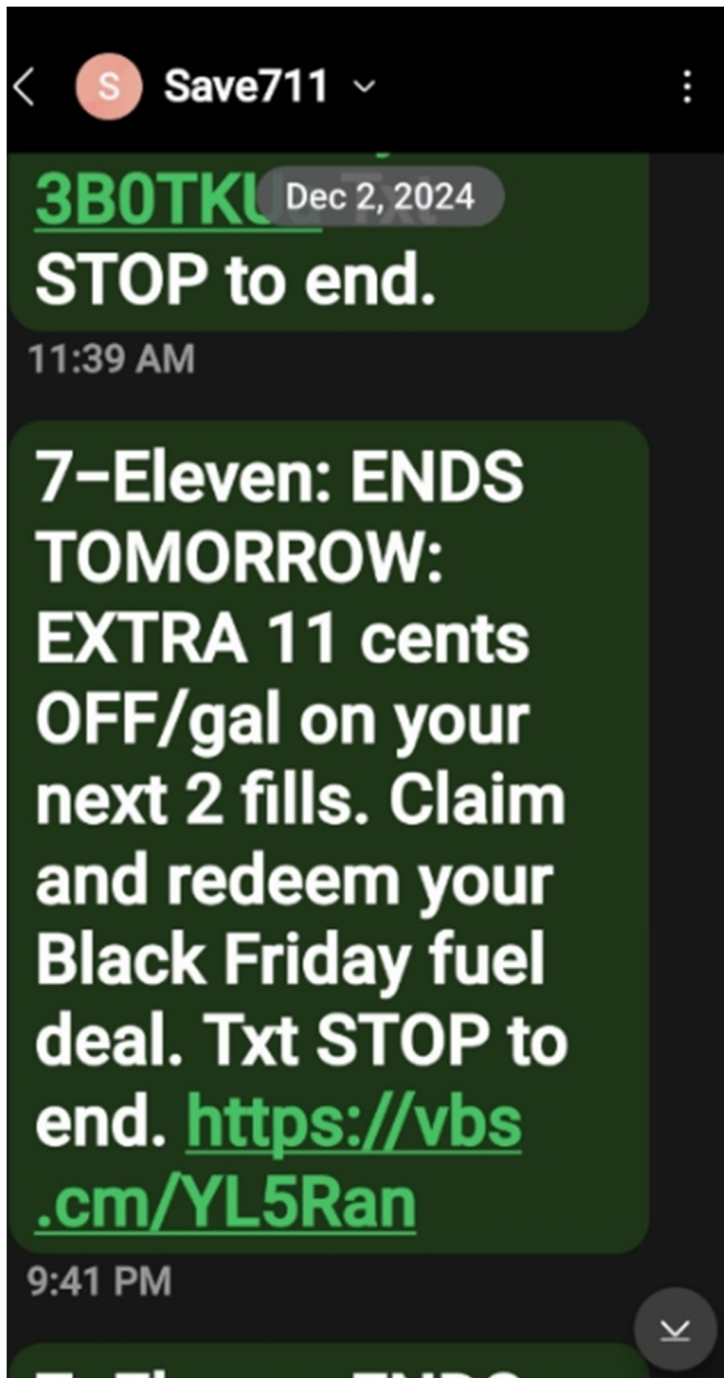 S Save711
3B0TKU
Dec 2, 2024
STOP to end.
11:39 AM
7-Eleven: ENDS
TOMORROW:
EXTRA 11 cents
OFF/gal on your
next 2 fills. Claim
and redeem your
Black Friday fuel
deal. Txt STOP to
end. https://vbs
.cm/YL5Ran
9:41 PM